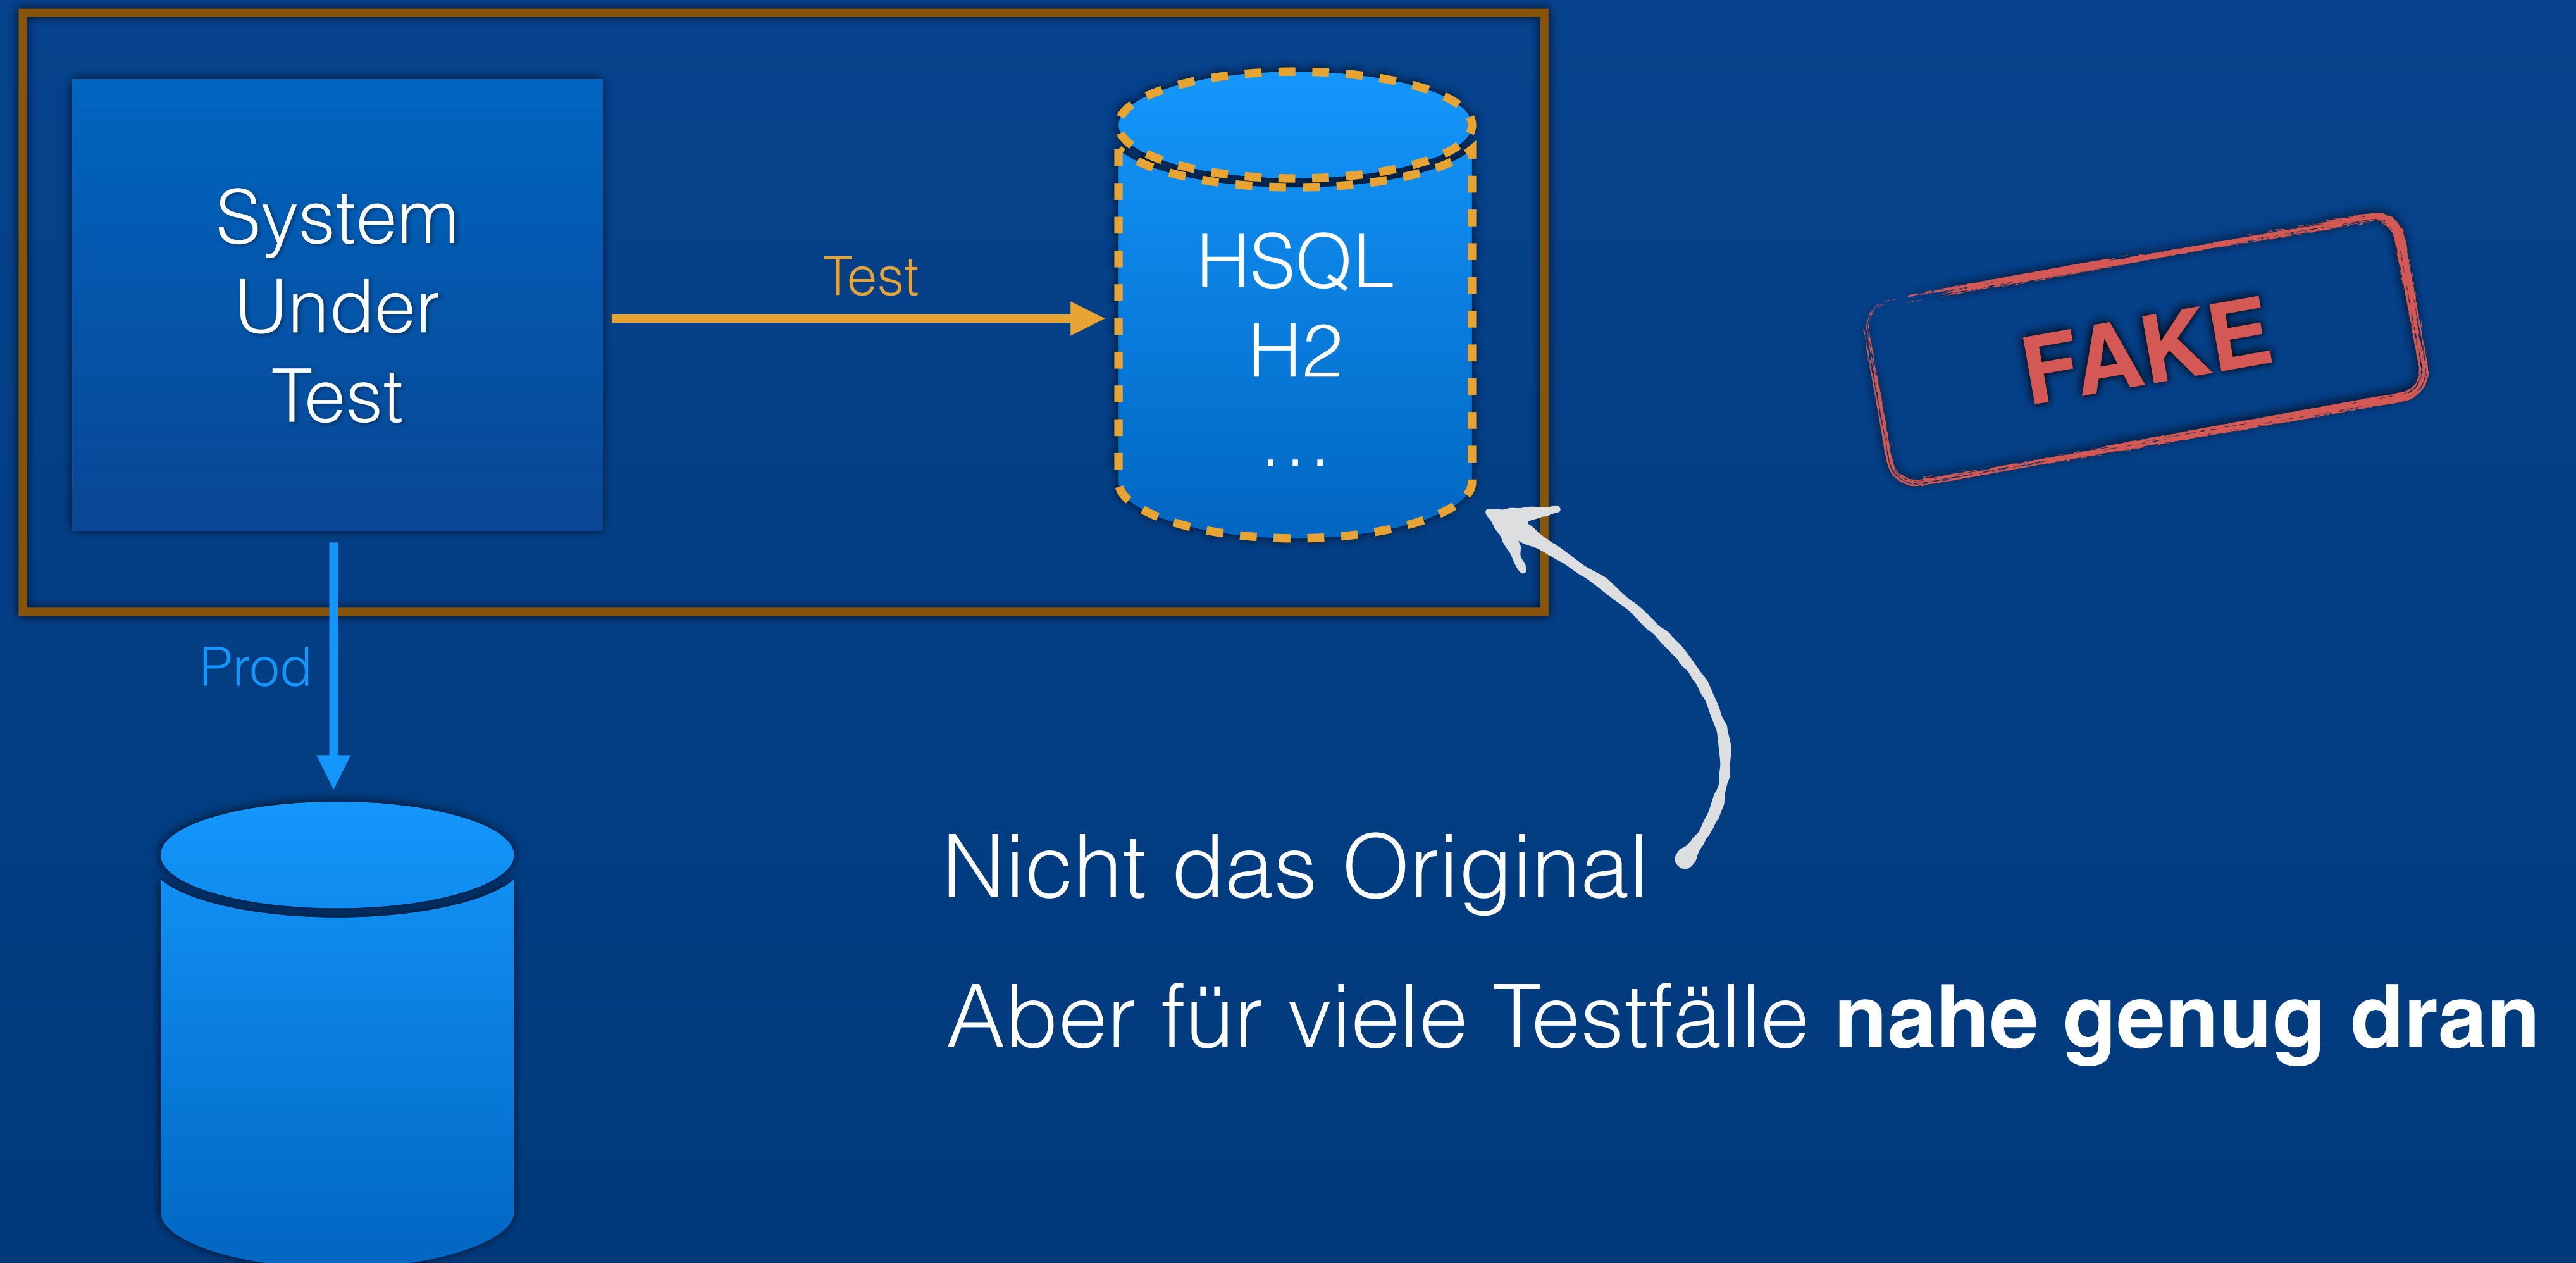 System
Under
Test
Test
HSQL
H2
...
FAKE
Prod
Nicht das Original
Aber für viele Testfälle nahe genug dran